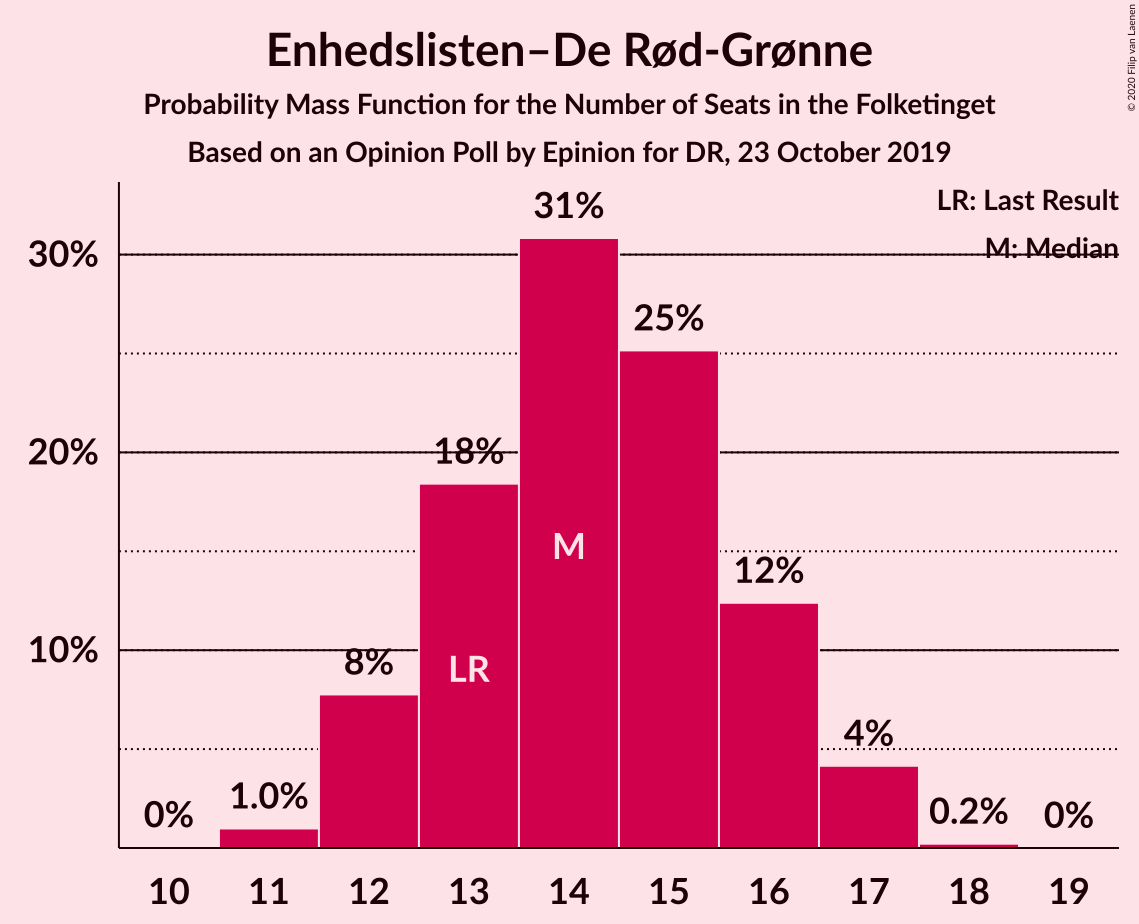 Enhedslisten–De Rød-Grønne
Probability Mass Function for the Number of Seats in the Folketinget
Based on an Opinion Poll by Epinion for DR, 23 October 2019
© 2020 Filip van Laenen
LR: Last Result
M: Median
30%
20%
10%
0%
1.0%
8%
18%
31%
25%
12%
4%
0.2%
0%
LR
M
10 11 12 13 14 15 16 17 18 19